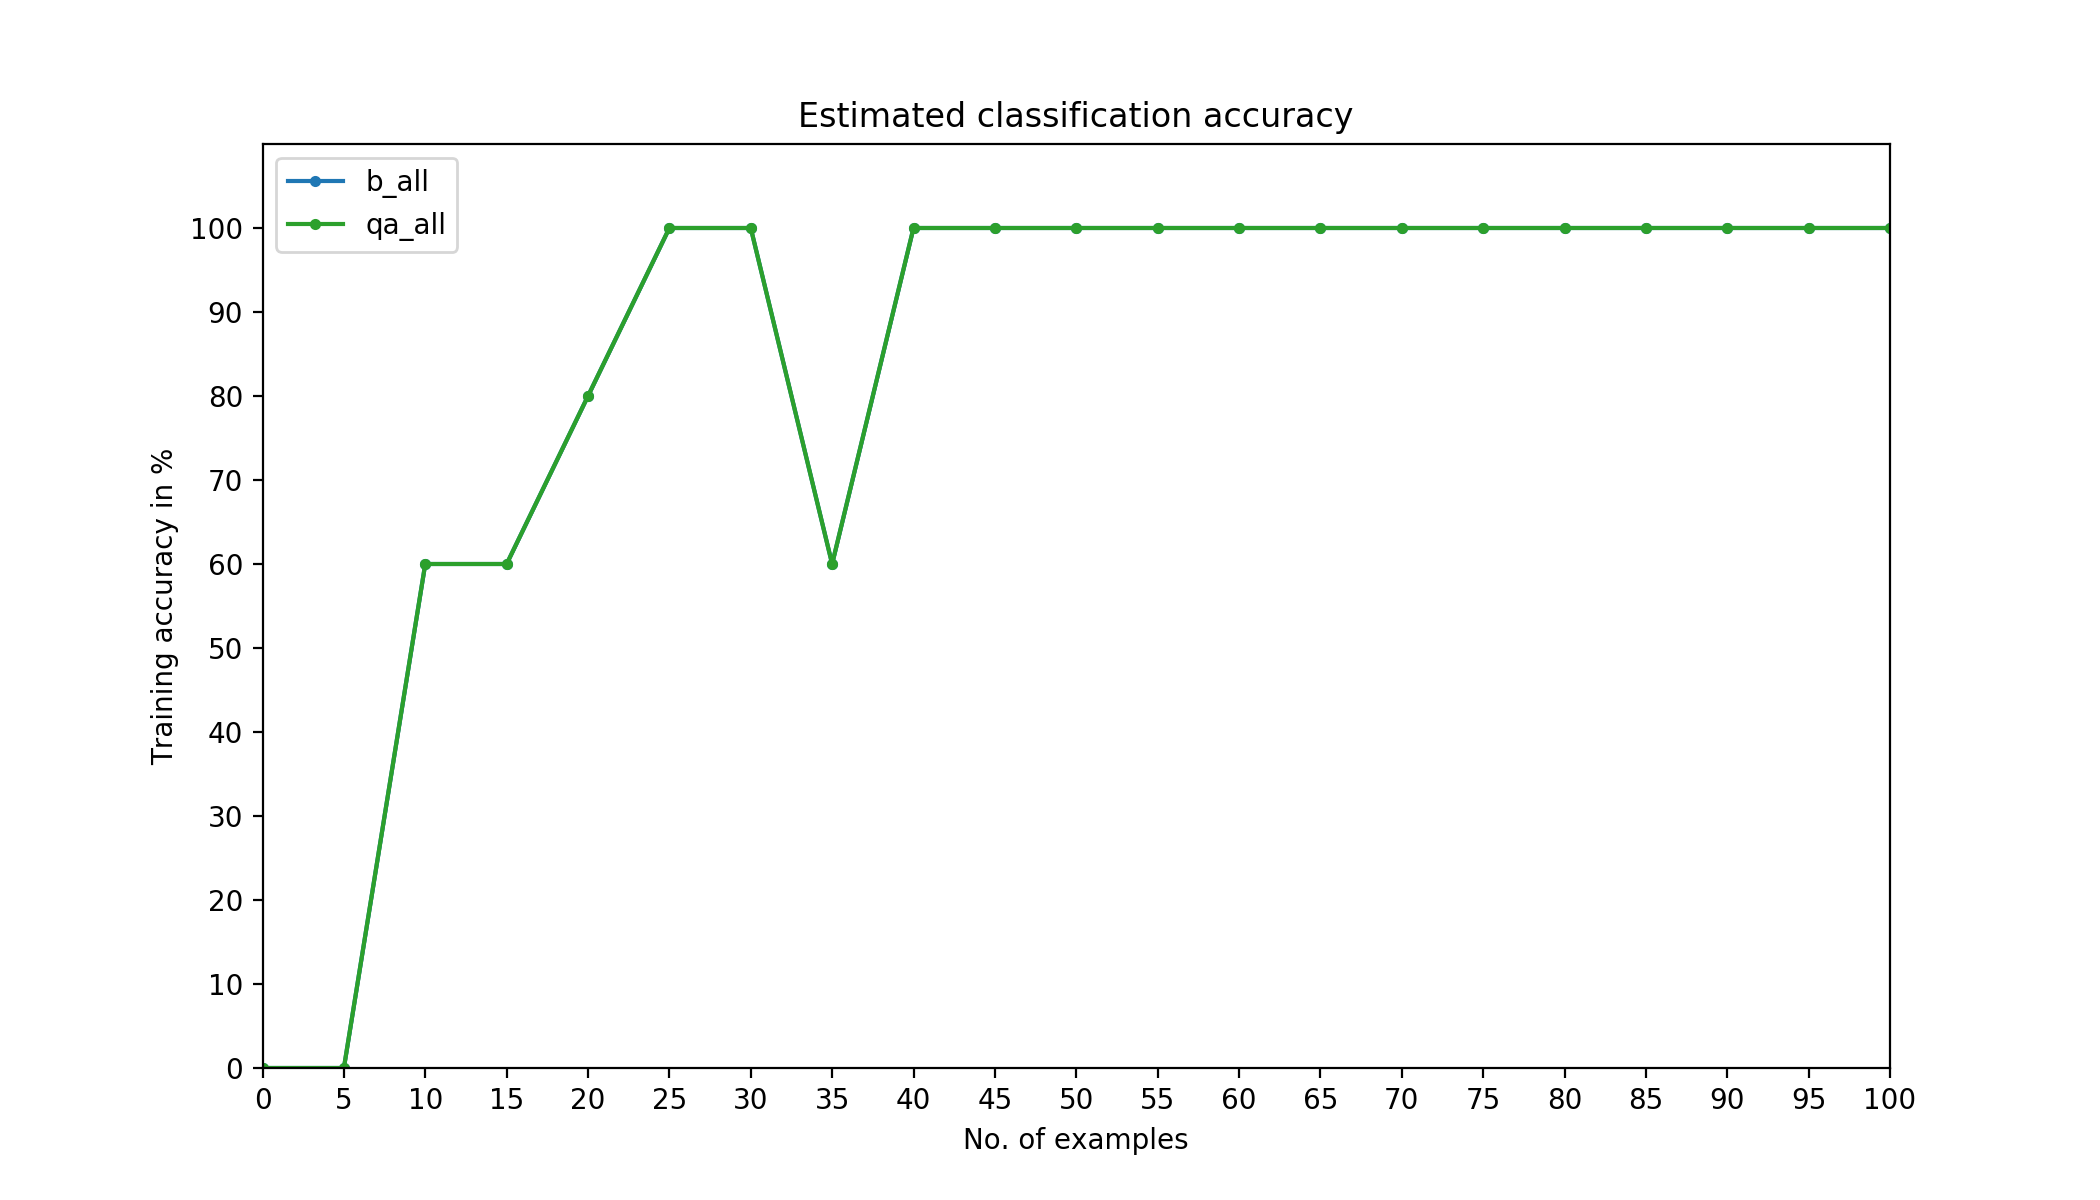 Estimated classification accuracy
b_all
qa_all
100
90
80
70
60
50
40
30
20
10
0
Training accuracy in %
0 5 10 15 20 25 30 35 40 45 50 55 60 65 70 75 80 85 90 95 100
No. of examples